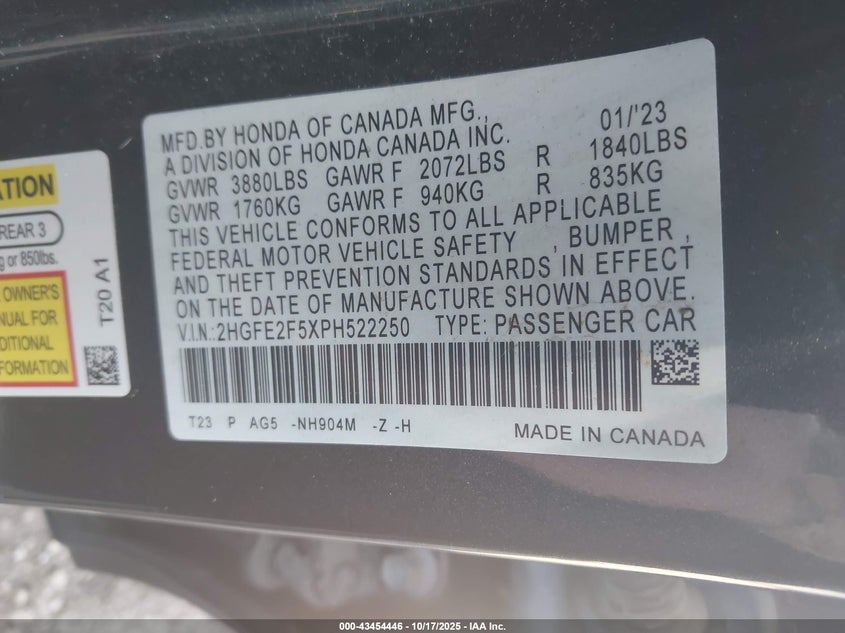 ATION
REAR 3
g or 850lbs.
OWNER'S
NUAL FOR
DITIONAL
FORMATION
T20 A1
MFD.BY HONDA OF CANADA MFG., 01/'23
A DIVISION OF HONDA CANADA INC.
GVWR 3880LBS GAWR F 2072LBS R 1840LBS
GVWR 1760KG GAWR F 940KG R 835KG
THIS VEHICLE CONFORMS TO ALL APPLICABLE
FEDERAL MOTOR VEHICLE SAFETY , BUMPER ,
AND THEFT PREVENTION STANDARDS IN EFFECT
ON THE DATE OF MANUFACTURE SHOWN ABOVE.
V.I.N.:2HGFE2F5XPH522250 TYPE: PASSENGER CAR
T23 P AG5 -NH904M -Z -H
MADE IN CANADA
000-43454446 - 10/17/2025 - IAA Inc.